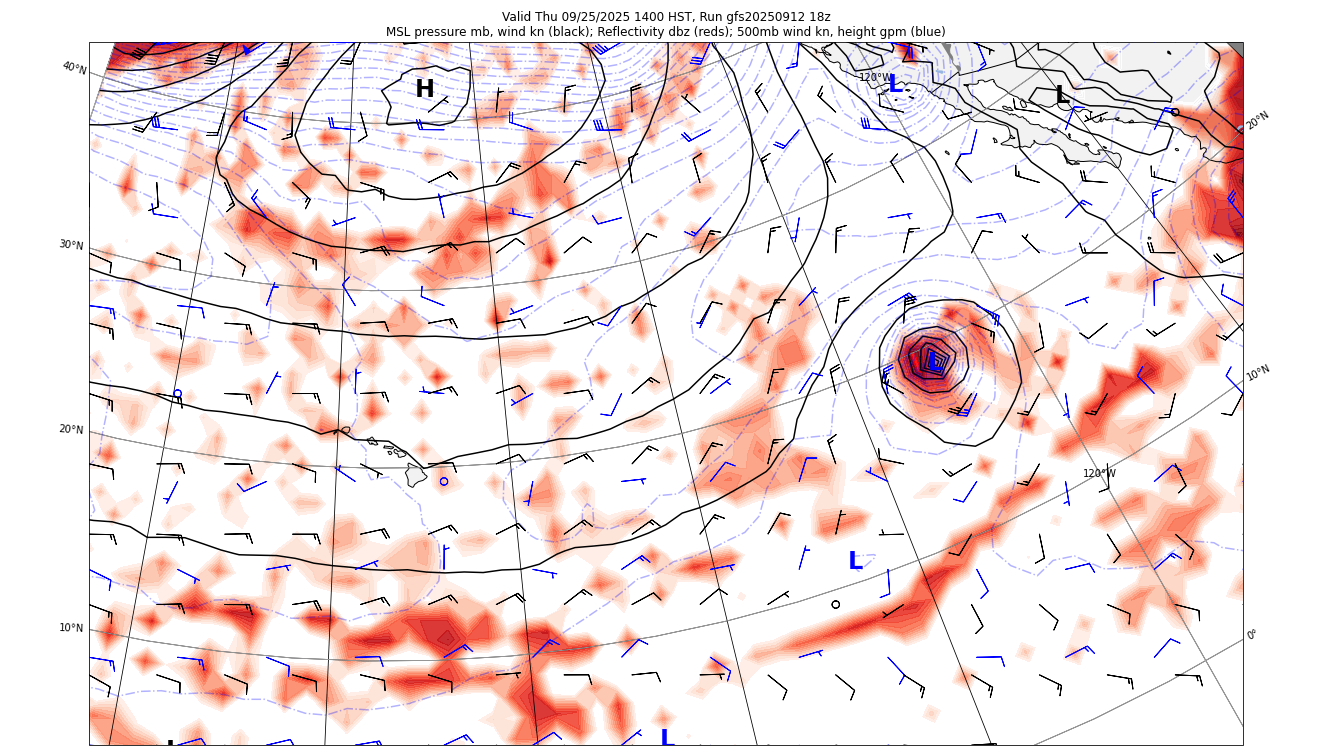 Valid Thu 09/25/2025 1400 HST, Run gfs20250912 18z
MSL pressure mb, wind kn (black); Reflectivity dbz (reds); 500mb wind kn, height gpm (blue)
40°N
H
120°W
L
L
20°N
30°N
L
10°N
20°N
120°W
L
10°N
0°
L